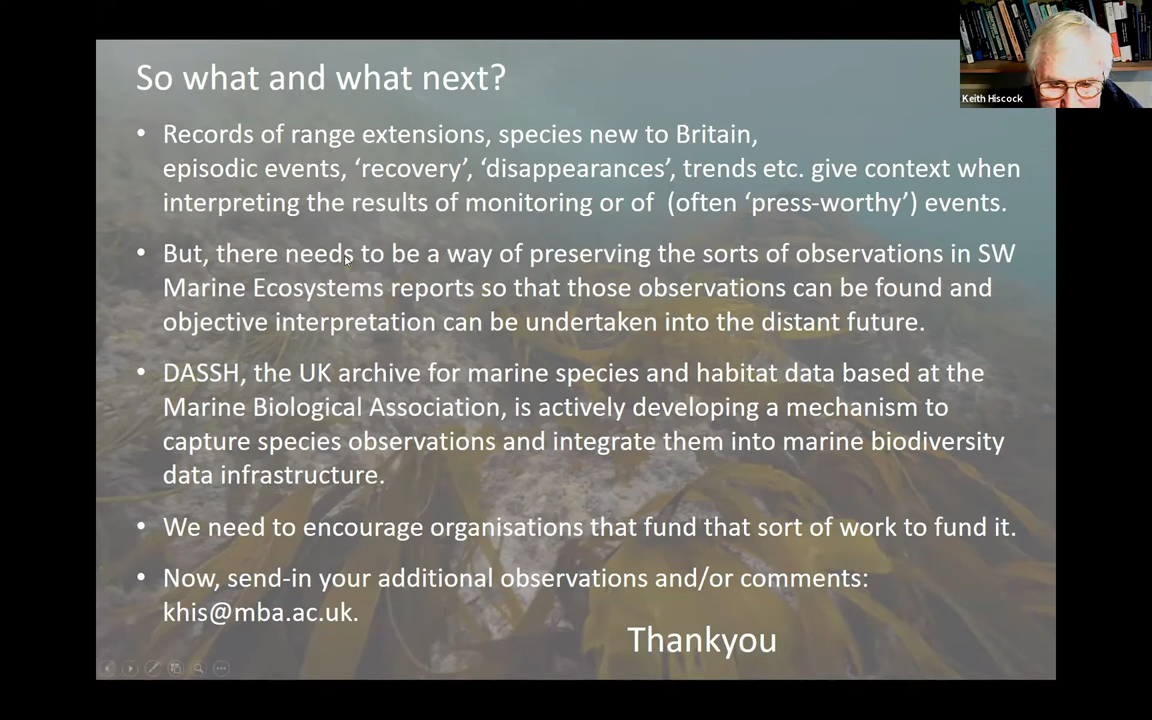 So what and what next?
Keith Hiscock
• Records of range extensions, species new to Britain,
episodic events, ‘recovery’, ‘disappearances’, trends etc. give context when
interpreting the results of monitoring or of  (often ‘press-worthy’) events.
• But, there needs to be a way of preserving the sorts of observations in SW
Marine Ecosystems reports so that those observations can be found and
objective interpretation can be undertaken into the distant future.
• DASSH, the UK archive for marine species and habitat data based at the
Marine Biological Association, is actively developing a mechanism to
capture species observations and integrate them into marine biodiversity
data infrastructure.
• We need to encourage organisations that fund that sort of work to fund it.
• Now, send-in your additional observations and/or comments:
khis@mba.ac.uk.
Thankyou